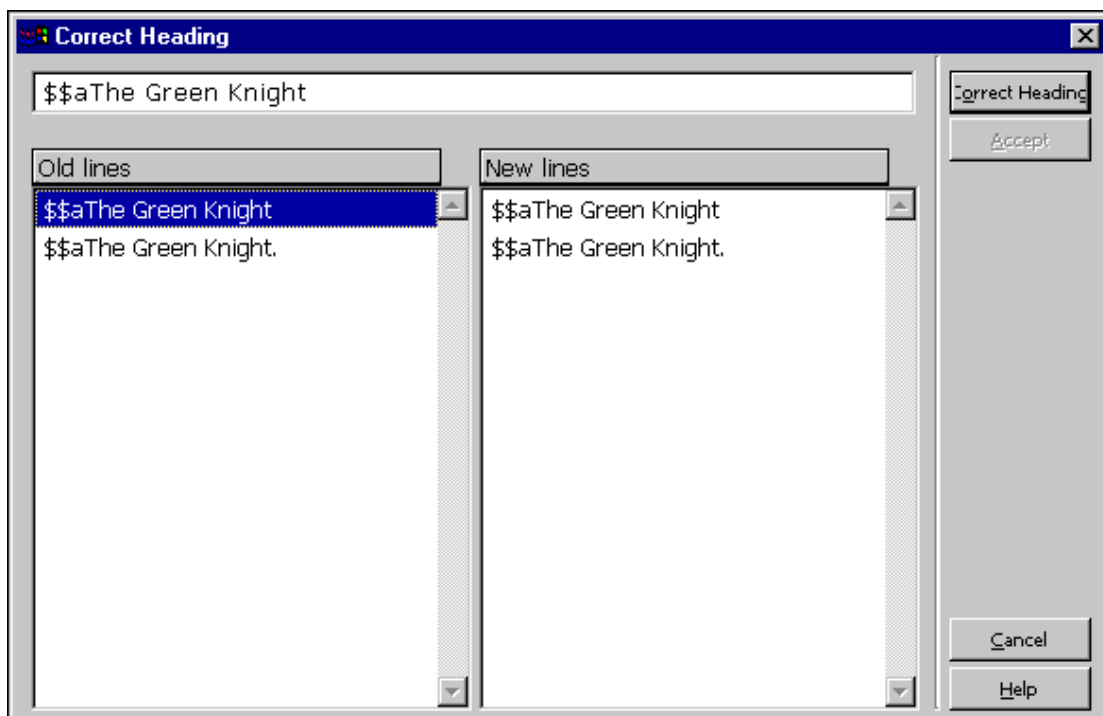 Correct Heading
$$aThe Green Knight
Correct Heading
Accept
Old lines
New lines
$$aThe Green Knight
$$aThe Green Knight.
$$aThe Green Knight
$$aThe Green Knight.
Cancel
Help